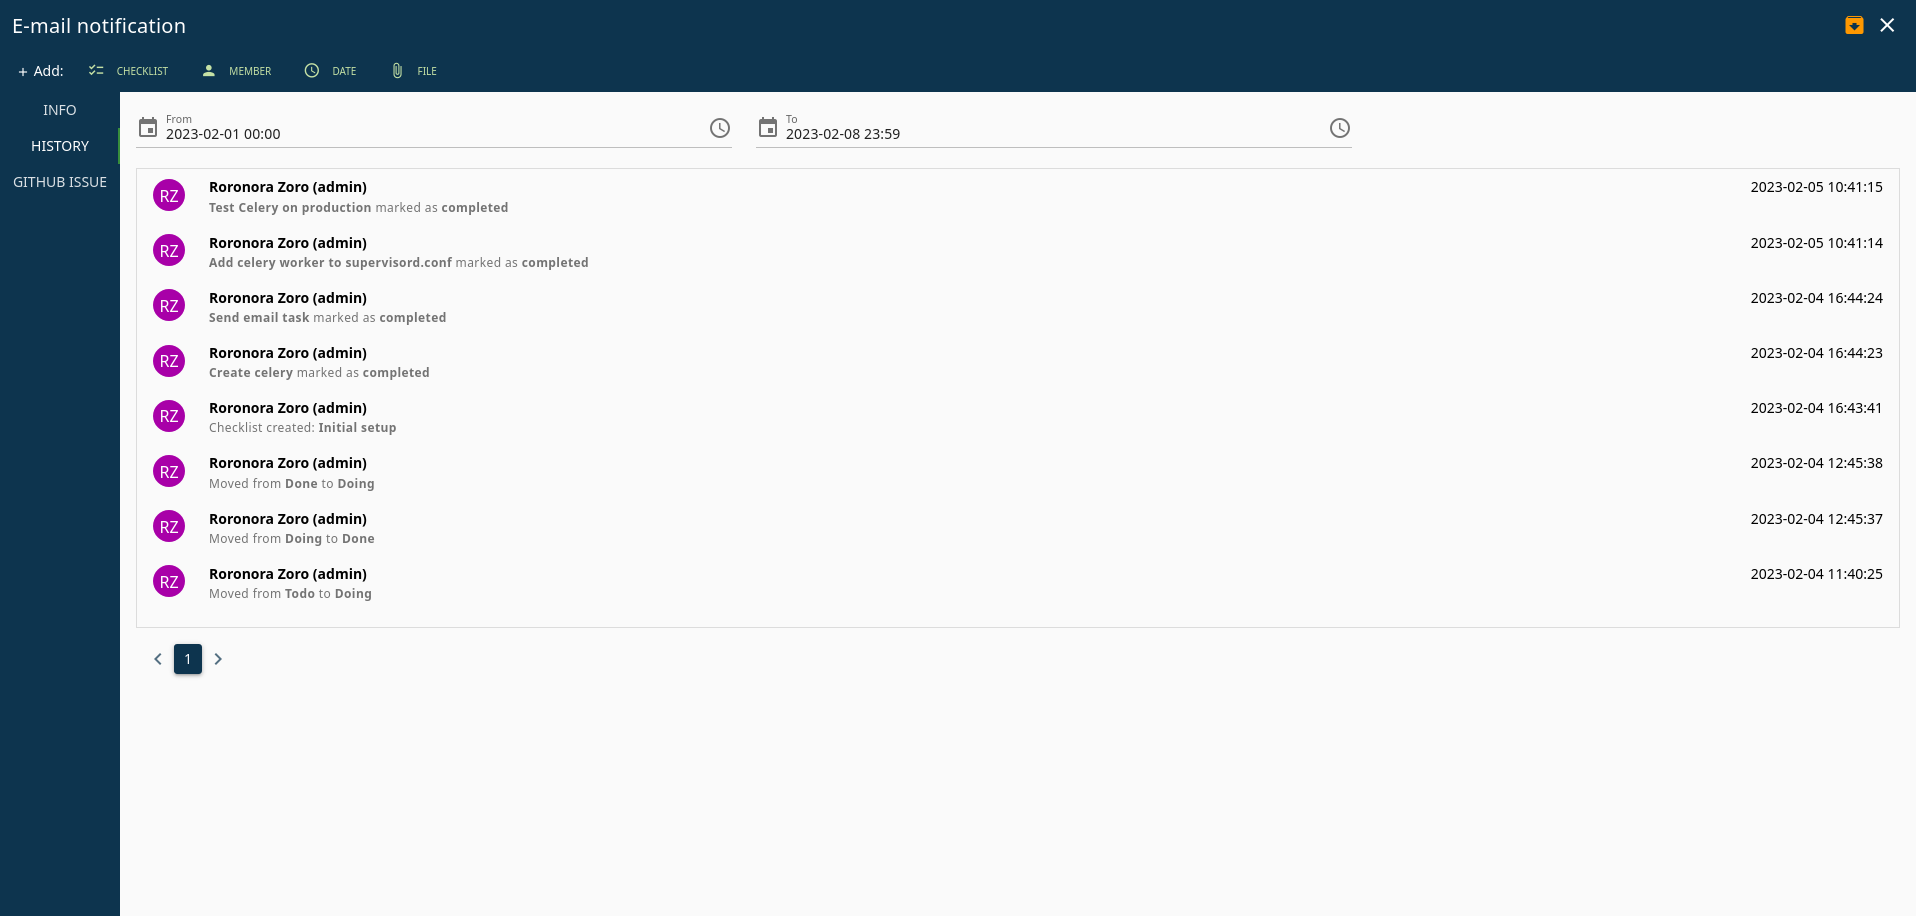 E-mail notification
+ Add: CHECKLIST MEMBER DATE FILE
INFO
HISTORY
GITHUB ISSUE
From
2023-02-01 00:00
To
2023-02-08 23:59
RZ Roronora Zoro (admin) 2023-02-05 10:41:15
Test Celery on production marked as completed
RZ Roronora Zoro (admin) 2023-02-05 10:41:14
Add celery worker to supervisord.conf marked as completed
RZ Roronora Zoro (admin) 2023-02-04 16:44:24
Send email task marked as completed
RZ Roronora Zoro (admin) 2023-02-04 16:44:23
Create celery marked as completed
RZ Roronora Zoro (admin) 2023-02-04 16:43:41
Checklist created: Initial setup
RZ Roronora Zoro (admin) 2023-02-04 12:45:38
Moved from Done to Doing
RZ Roronora Zoro (admin) 2023-02-04 12:45:37
Moved from Doing to Done
RZ Roronora Zoro (admin) 2023-02-04 11:40:25
Moved from Todo to Doing
1